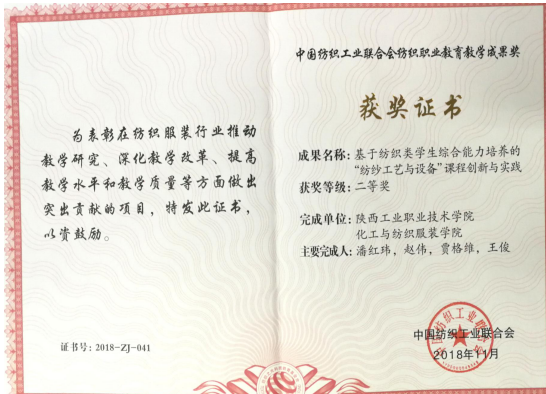 为表彰在纺织服装行业推动
教学研究、深化教学改革、提高
教学水平和教学质量等方面做出
突出贡献的项目，特发此证书，
以资鼓励。
证书号：2018-ZJ-041
中国纺织工业联合会纺织职业教育教学成果奖
获奖证书
成果名称：基于纺织类学生综合能力培养的
“纺纱工艺与设备”课程创新与实践
获奖等级：二等奖
完成单位：陕西工业职业技术学院
化工与纺织服装学院
主要完成人：潘红玮，赵伟，贾格维，王俊
中国纺织工业联合会
中国纺织工业联合会
2018年11月